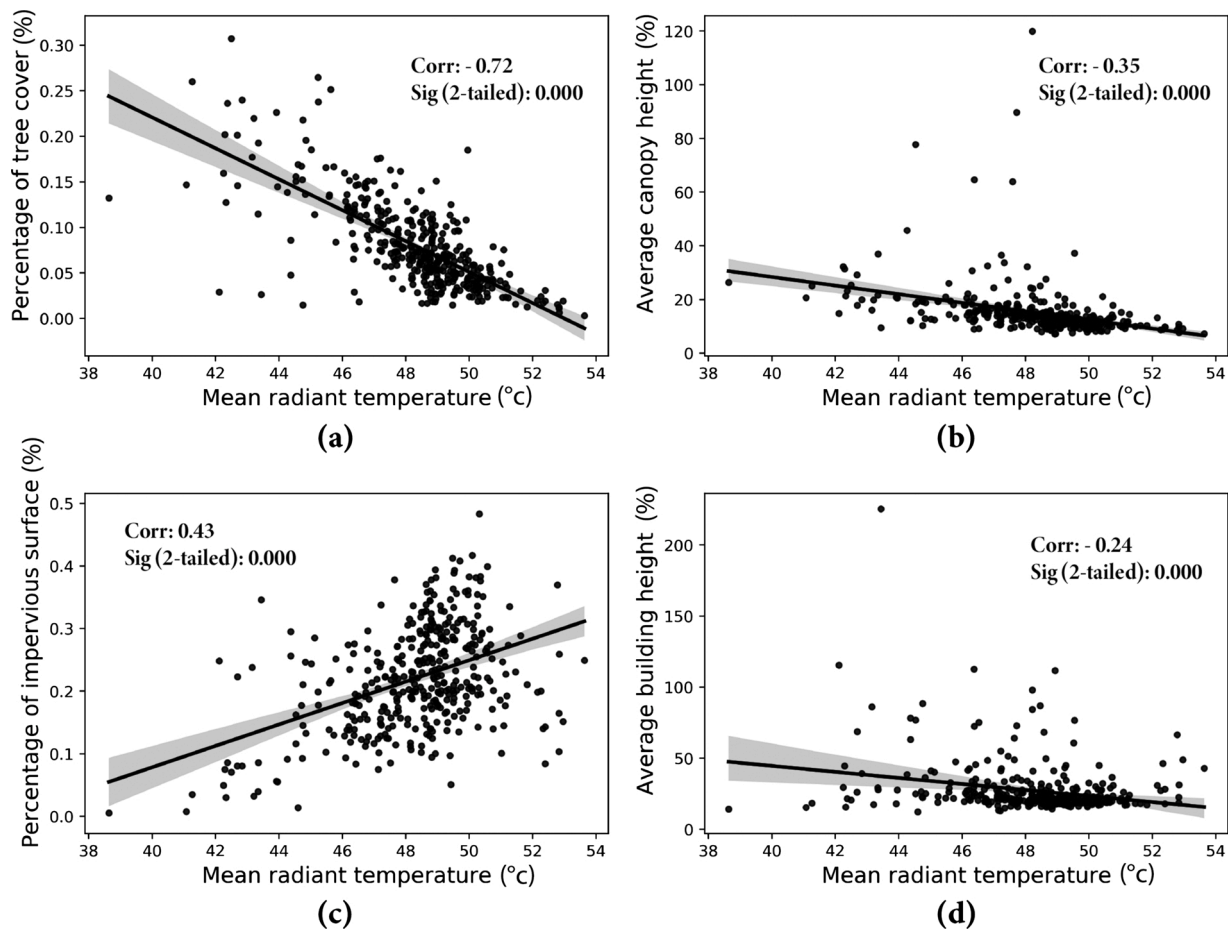 Percentage of tree cover (%)
0.30
0.25
0.20
0.15
0.10
0.05
0.00
Corr: - 0.72
Sig (2-tailed): 0.000
38 40 42 44 46 48 50 52 54
Mean radiant temperature (°c)
(a)
Average canopy height (%)
120
100
80
60
40
20
0
Corr: - 0.35
Sig (2-tailed): 0.000
38 40 42 44 46 48 50 52 54
Mean radiant temperature (°c)
(b)
Percentage of impervious surface (%)
0.5
0.4
0.3
0.2
0.1
0.0
Corr: 0.43
Sig (2-tailed): 0.000
38 40 42 44 46 48 50 52 54
Mean radiant temperature (°c)
(c)
Average building height (%)
200
150
100
50
0
Corr: - 0.24
Sig (2-tailed): 0.000
38 40 42 44 46 48 50 52 54
Mean radiant temperature (°c)
(d)